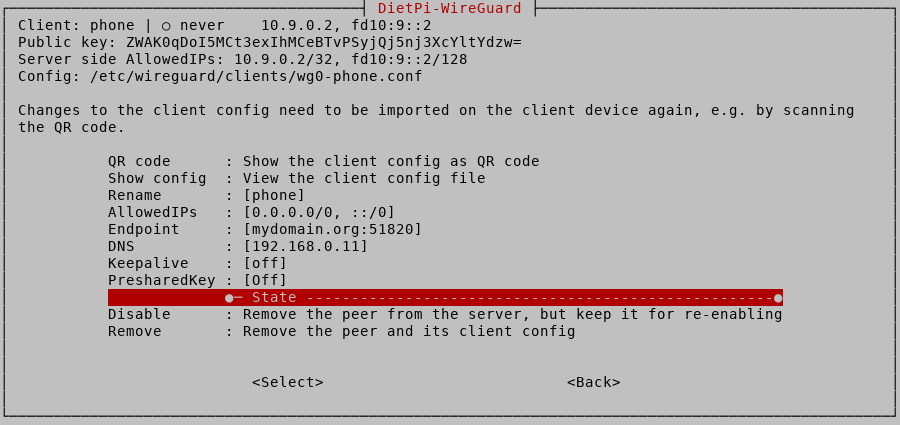 DietPi-WireGuard
Client: phone | ○ never    10.9.0.2, fd10:9::2
Public key: ZWAK0qDoI5MCt3exIhMCeBTvPSyjQj5nj3XcYltYdzw=
Server side AllowedIPs: 10.9.0.2/32, fd10:9::2/128
Config: /etc/wireguard/clients/wg0-phone.conf
Changes to the client config need to be imported on the client device again, e.g. by scanning
the QR code.
QR code      : Show the client config as QR code
Show config  : View the client config file
Rename       : [phone]
AllowedIPs   : [0.0.0.0/0, ::/0]
Endpoint     : [mydomain.org:51820]
DNS          : [192.168.0.11]
Keepalive    : [off]
PresharedKey : [Off]
●─ State ----------------------------------------------------●
Disable      : Remove the peer from the server, but keep it for re-enabling
Remove       : Remove the peer and its client config
<Select>                           <Back>